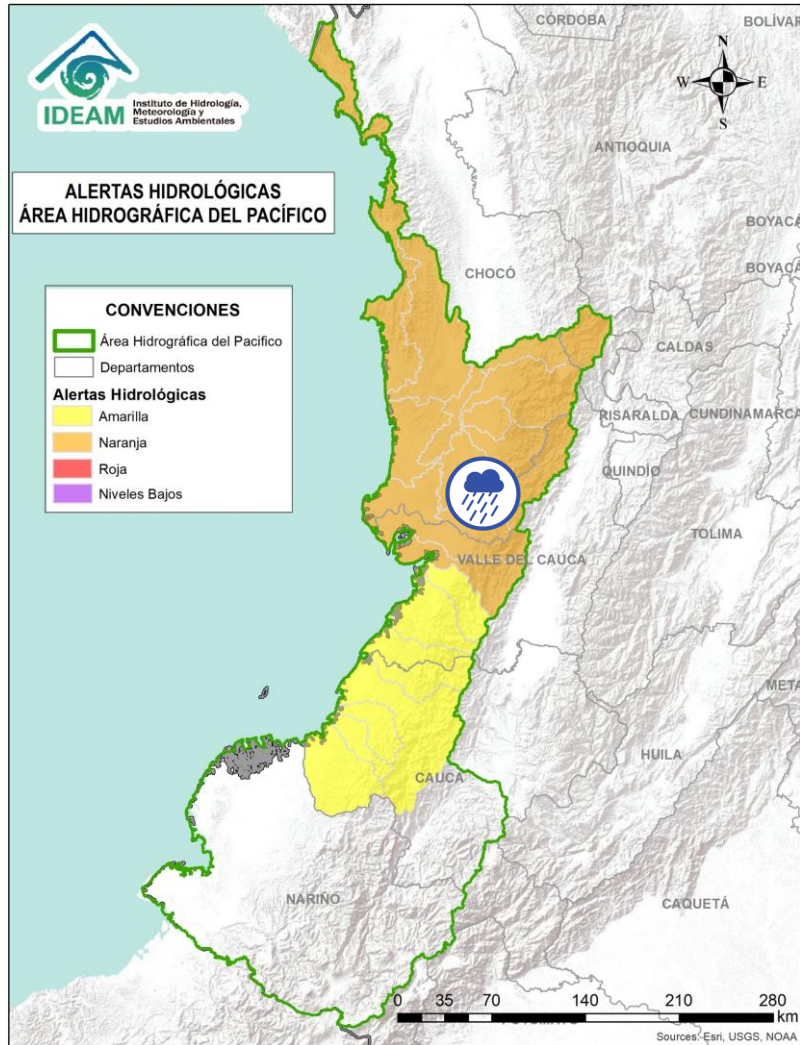 IDEAM
Instituto de Hidrología,
Meteorología y
Estudios Ambientales
ALERTAS HIDROLÓGICAS
ÁREA HIDROGRÁFICA DEL PACÍFICO
CONVENCIONES
Área Hidrográfica del Pacifico
Departamentos
Alertas Hidrológicas
Amarilla
Naranja
Roja
Niveles Bajos
N
W
E
S
CÓRDOBA
BOLÍVAR
ANTIOQUIA
BOYACÁ
CHOCÓ
BOYACÁ
CALDAS
RISARALDA
CUNDINAMARCA
QUINDÍO
TOLIMA
VALLE DEL CAUCA
META
HUILA
CAUCA
NARIÑO
CAQUETÁ
0 35 70 140 210 280
km
Sources: Esri, USGS, NOAA